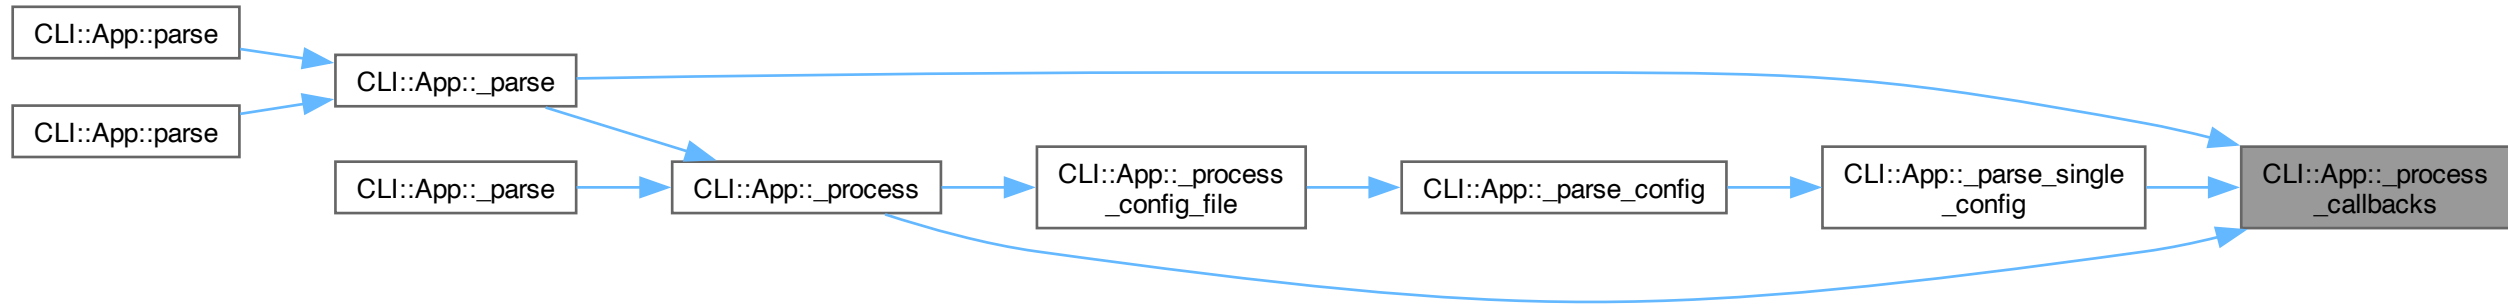 CLI::App::parse
CLI::App::parse
CLI::App::_parse
CLI::App::_parse
CLI::App::_process
CLI::App::_process
_config_file
CLI::App::_parse_config
CLI::App::_parse_single
_config
CLI::App::_process
_callbacks